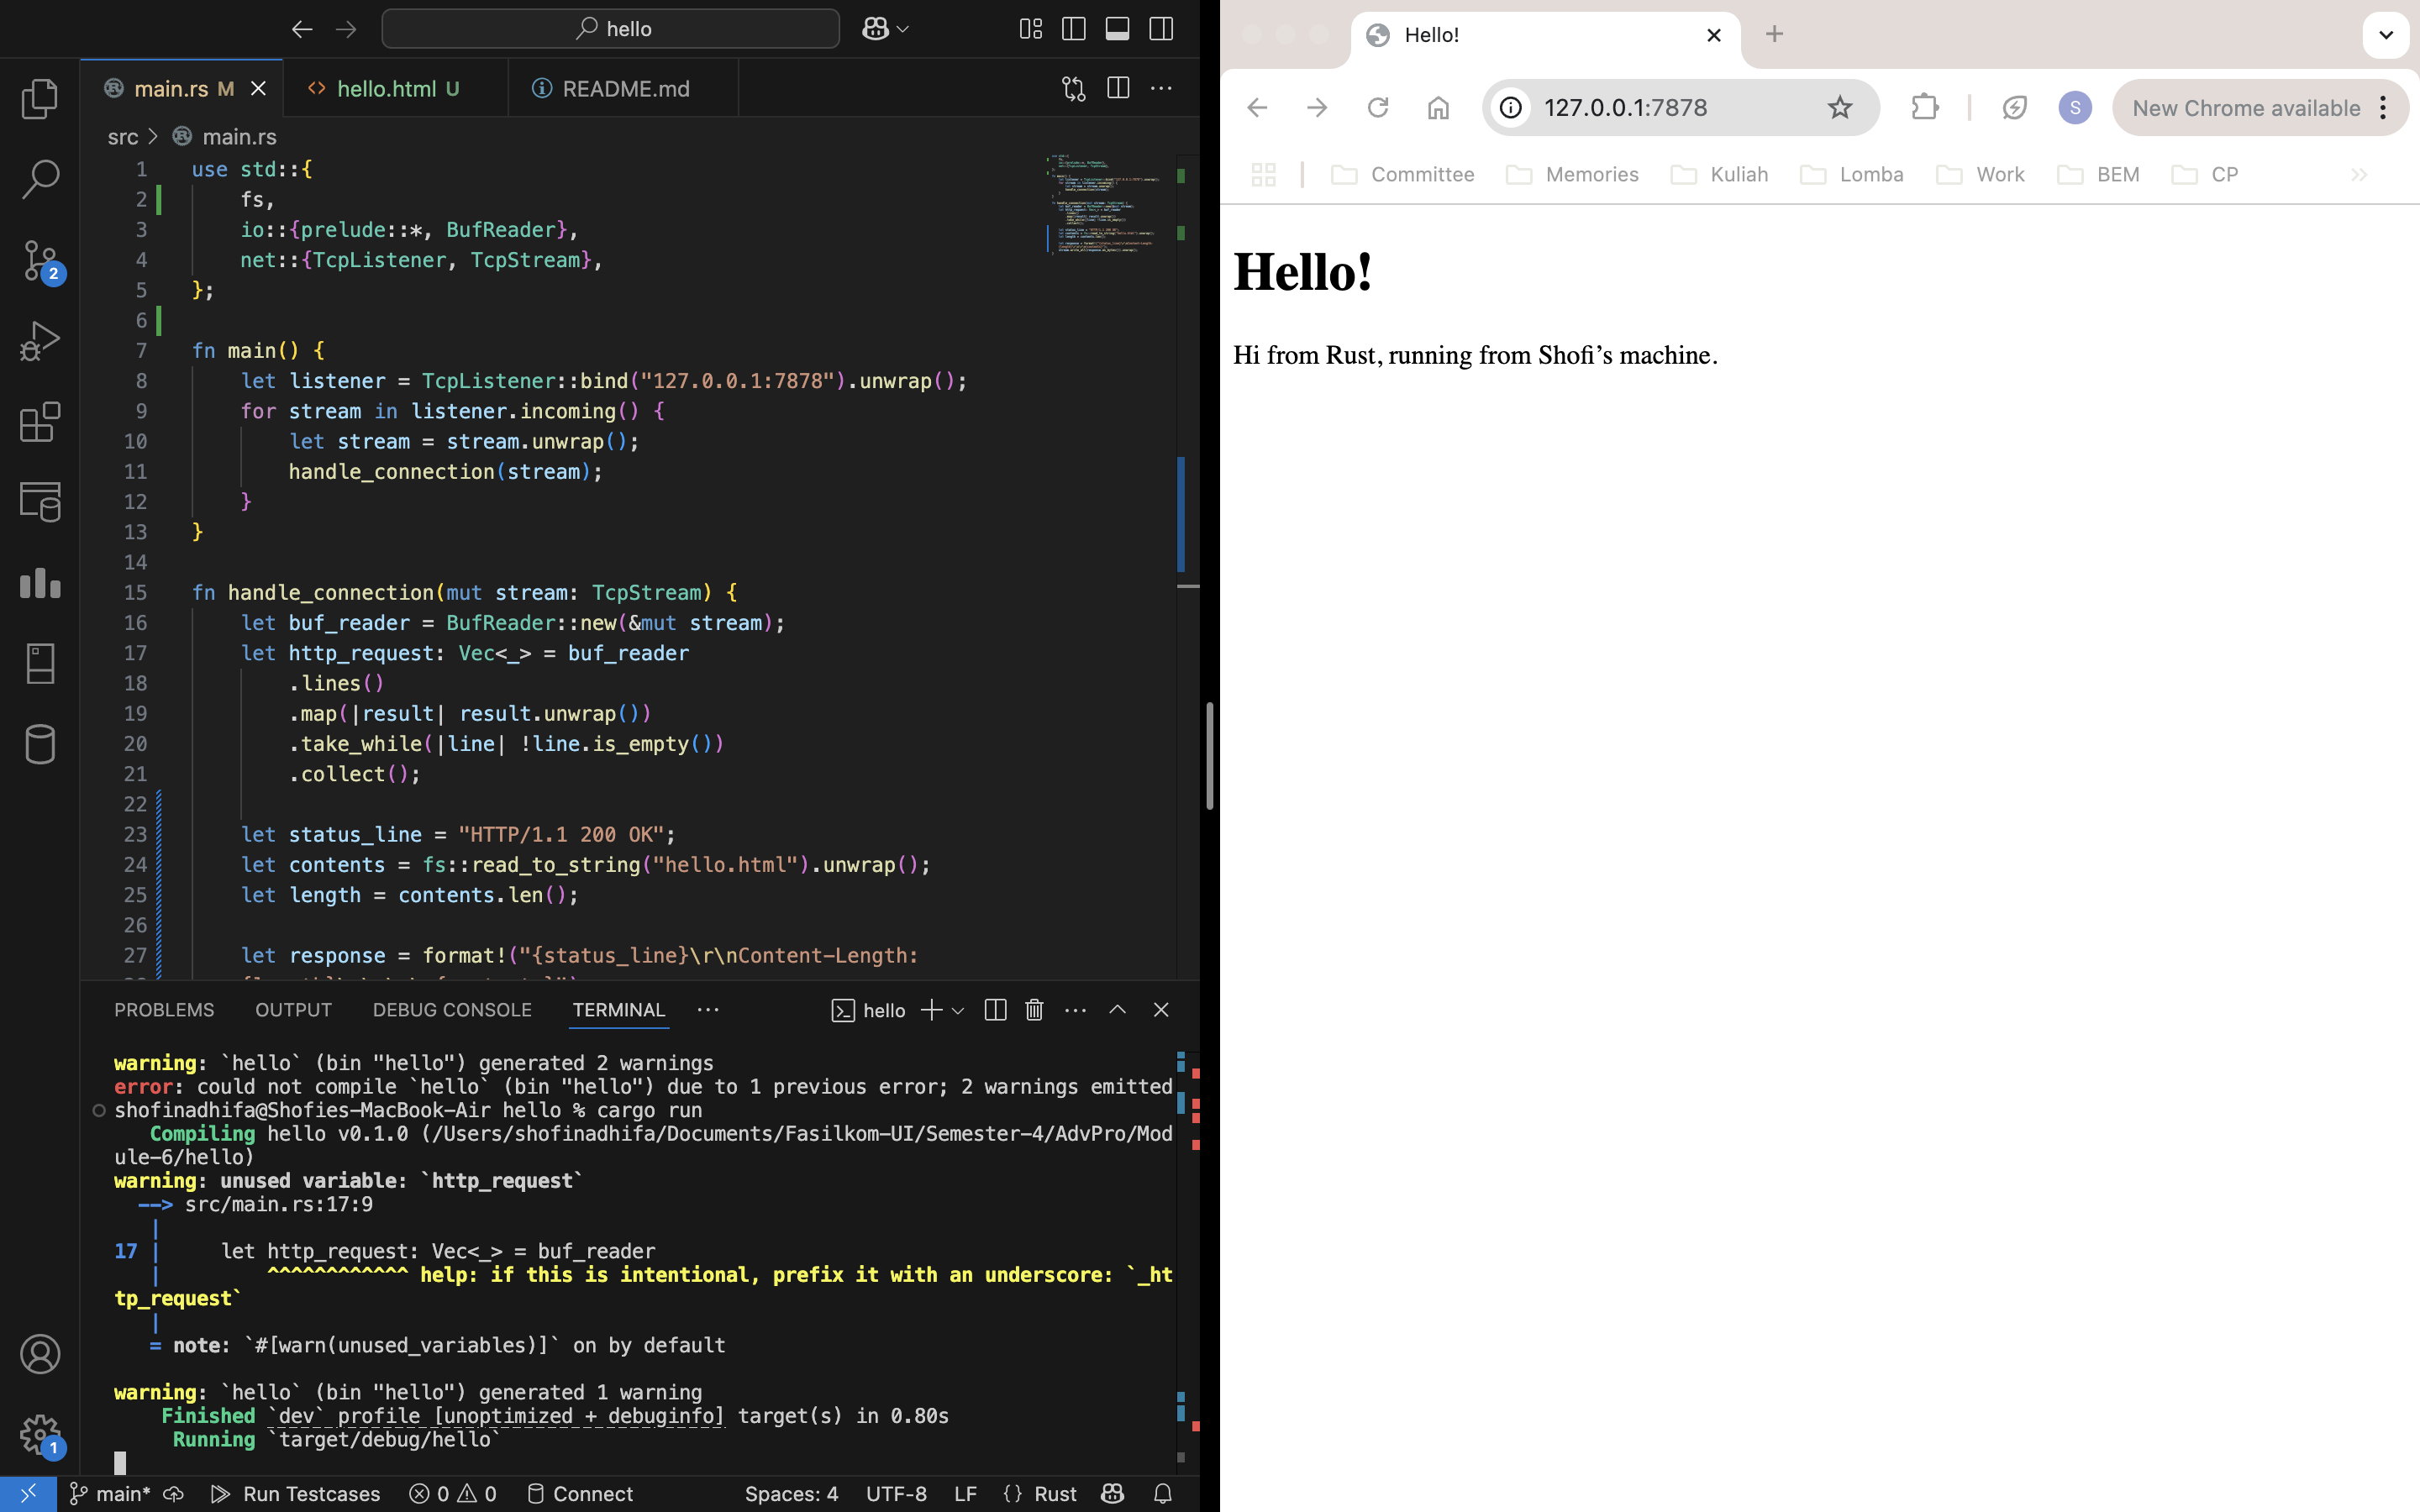 hello
main.rs M
hello.html U
README.md
src > main.rs
1 use std::{
2 fs,
3 io::{prelude::*, BufReader},
4 net::{TcpListener, TcpStream},
5 };
6
7 fn main() {
8 let listener = TcpListener::bind("127.0.0.1:7878").unwrap();
9 for stream in listener.incoming() {
10 let stream = stream.unwrap();
11 handle_connection(stream);
12 }
13 }
14
15 fn handle_connection(mut stream: TcpStream) {
16 let buf_reader = BufReader::new(&mut stream);
17 let http_request: Vec<_> = buf_reader
18 .lines()
19 .map(|result| result.unwrap())
20 .take_while(|line| !line.is_empty())
21 .collect();
22
23 let status_line = "HTTP/1.1 200 OK";
24 let contents = fs::read_to_string("hello.html").unwrap();
25 let length = contents.len();
26
27 let response = format!("{status_line}\r\nContent-Length:
2
PROBLEMS OUTPUT DEBUG CONSOLE TERMINAL ··· hello
warning: `hello` (bin "hello") generated 2 warnings
error: could not compile `hello` (bin "hello") due to 1 previous error; 2 warnings emitted
shofinadhifa@Shofies-MacBook-Air hello % cargo run
Compiling hello v0.1.0 (/Users/shofinadhifa/Documents/Fasilkom-UI/Semester-4/AdvPro/Mod
ule-6/hello)
warning: unused variable: `http_request`
--> src/main.rs:17:9
|
17 | let http_request: Vec<_> = buf_reader
| ^^^^^^^^^^^^ help: if this is intentional, prefix it with an underscore: `_ht
tp_request`
|
= note: `#[warn(unused_variables)]` on by default
warning: `hello` (bin "hello") generated 1 warning
Finished `dev` profile [unoptimized + debuginfo] target(s) in 0.80s
Running `target/debug/hello`
1
main* Run Testcases 0 0 Connect Spaces: 4 UTF-8 LF {} Rust
Hello!
127.0.0.1:7878
S
New Chrome available
Committee Memories Kuliah Lomba Work BEM CP
Hello!
Hi from Rust, running from Shofi’s machine.